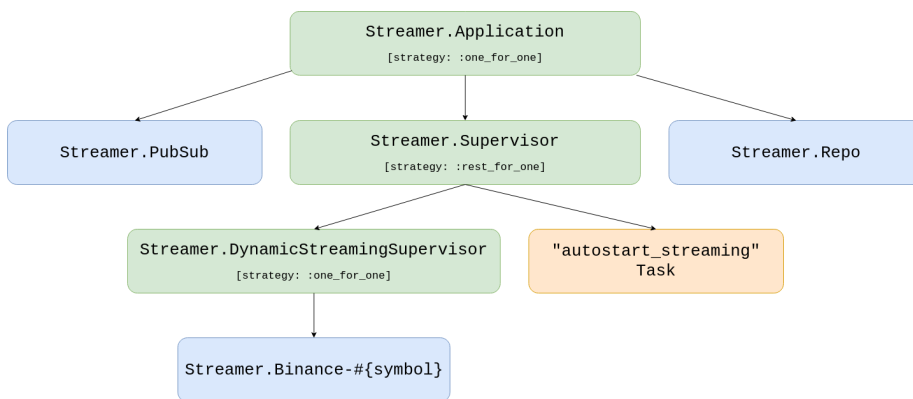 Streamer.Application
[strategy: :one_for_one]
Streamer.PubSub
Streamer.Supervisor
[strategy: :rest_for_one]
Streamer.Repo
Streamer.DynamicStreamingSupervisor
[strategy: :one_for_one]
"autostart_streaming"
Task
Streamer.Binance-#{symbol}